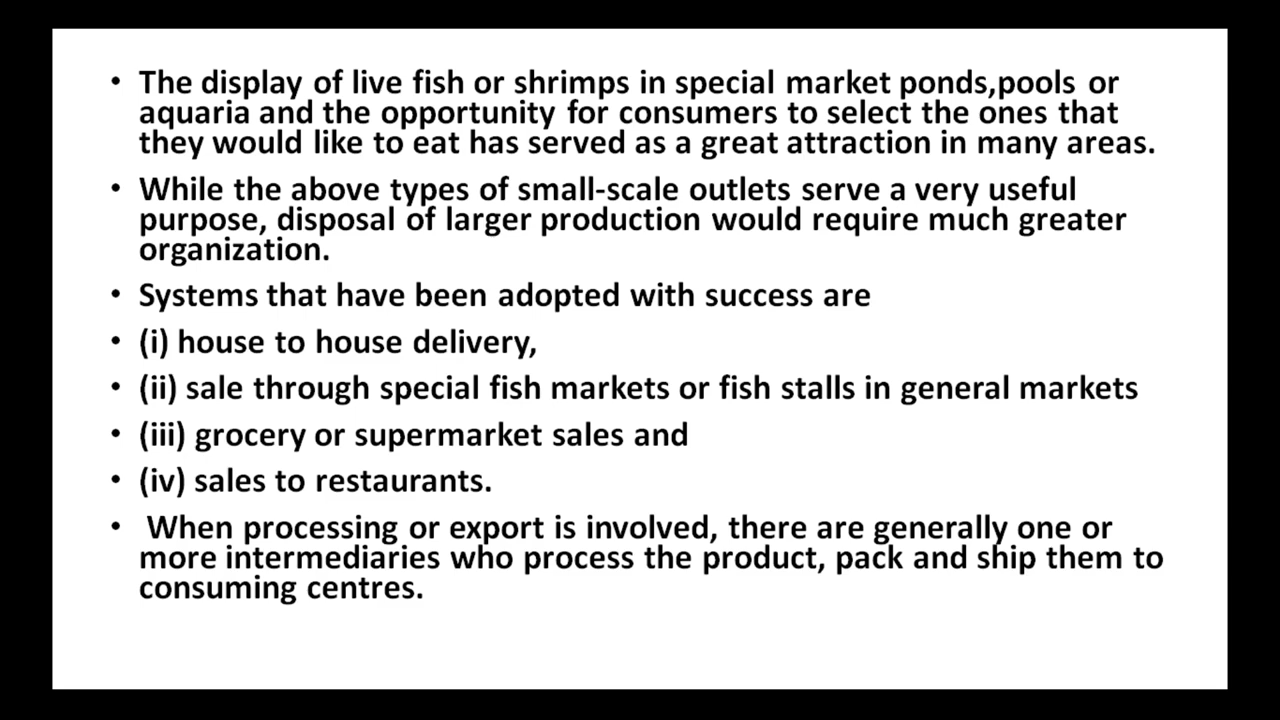 • The display of live fish or shrimps in special market ponds,pools or
aquaria and the opportunity for consumers to select the ones that
they would like to eat has served as a great attraction in many areas.
• While the above types of small-scale outlets serve a very useful
purpose, disposal of larger production would require much greater
organization.
• Systems that have been adopted with success are
• (i) house to house delivery,
• (ii) sale through special fish markets or fish stalls in general markets
• (iii) grocery or supermarket sales and
• (iv) sales to restaurants.
• When processing or export is involved, there are generally one or
more intermediaries who process the product, pack and ship them to
consuming centres.